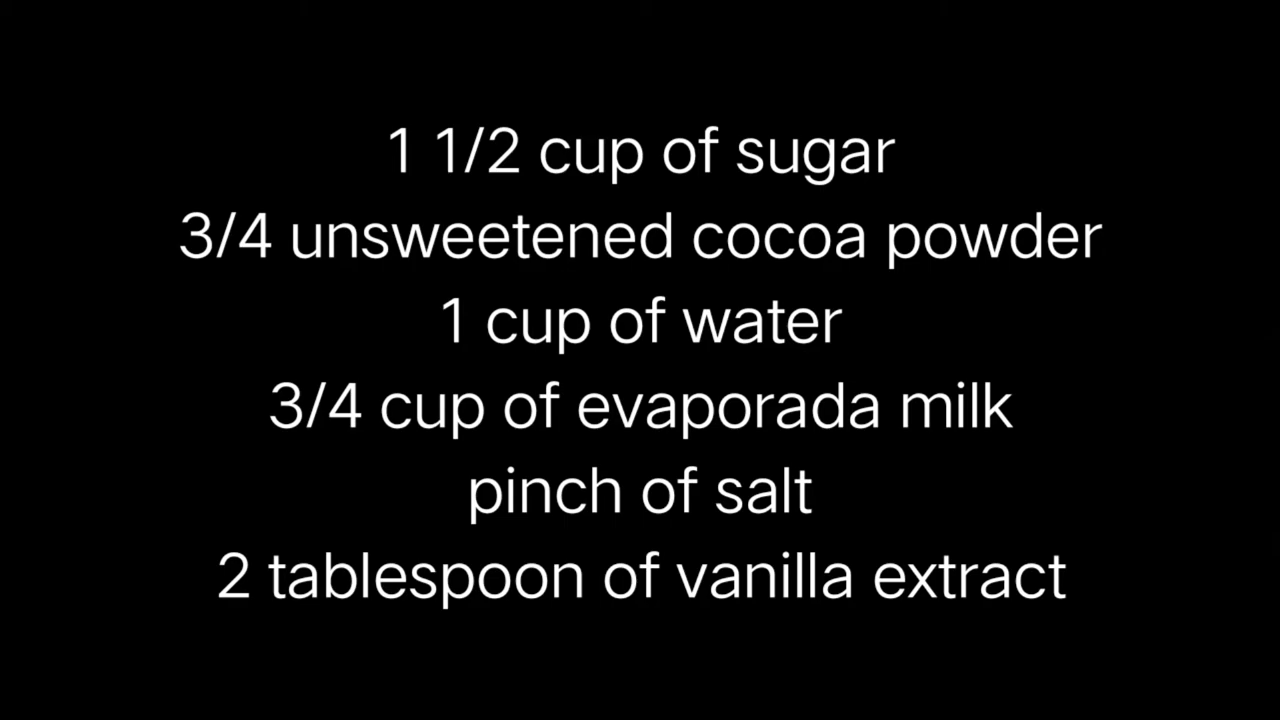 1 1/2 cup of sugar
3/4 unsweetened cocoa powder
1 cup of water
3/4 cup of evaporada milk
pinch of salt
2 tablespoon of vanilla extract